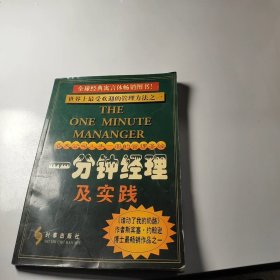 全球经典寓言体畅销图书!
世界上最受欢迎的管理方法之一
THE
ONE MINUTE
MANANGER
一分钟经理
及实践
《谁动了我的奶酪》
作者斯宾塞·约翰逊
博士最畅销作品之一